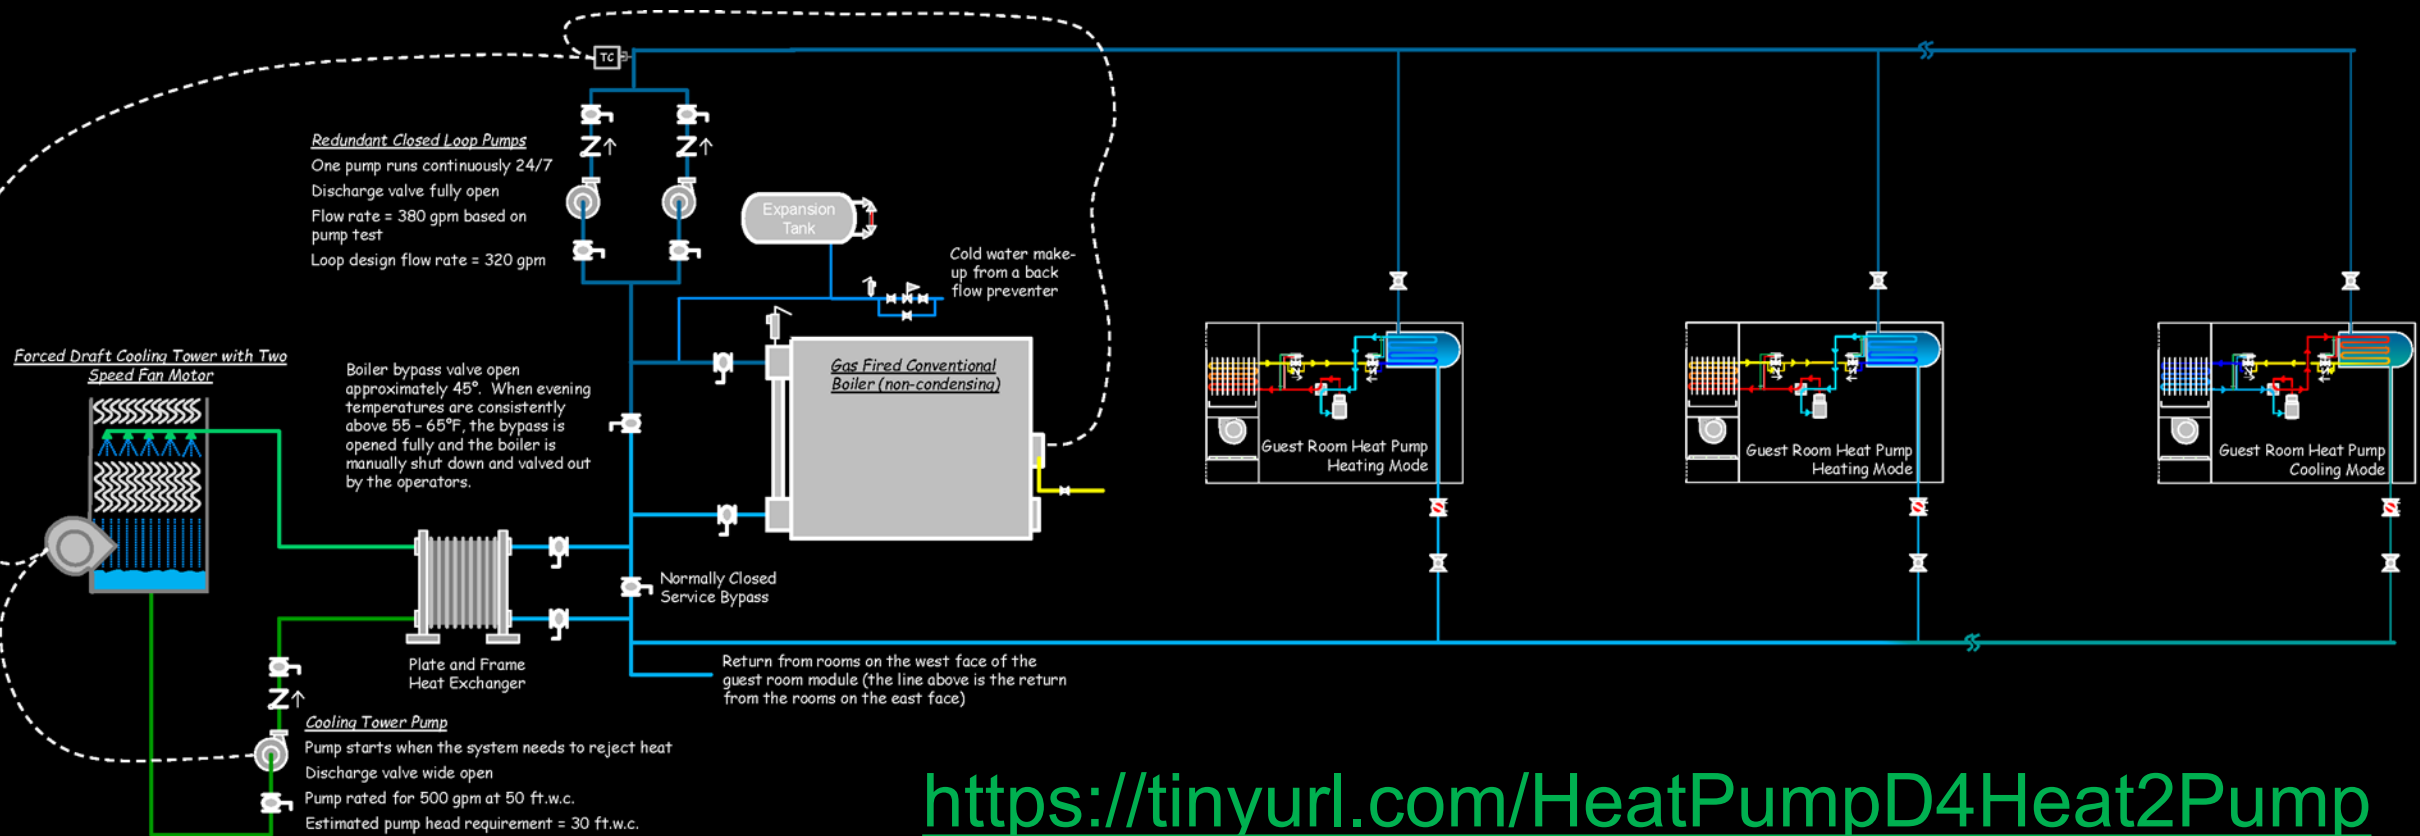 TC
Redundant Closed Loop Pumps
One pump runs continuously 24/7
Discharge valve fully open
Flow rate = 380 gpm based on
pump test
Loop design flow rate = 320 gpm
Expansion
Tank
Cold water make-
up from a back
flow preventer
Forced Draft Cooling Tower with Two
Speed Fan Motor
Boiler bypass valve open
approximately 45°. When evening
temperatures are consistently
above 55 - 65°F, the bypass is
opened fully and the boiler is
manually shut down and valved out
by the operators.
Gas Fired Conventional
Boiler (non-condensing)
Guest Room Heat Pump
Heating Mode
Guest Room Heat Pump
Heating Mode
Guest Room Heat Pump
Cooling Mode
Normally Closed
Service Bypass
Plate and Frame
Heat Exchanger
Return from rooms on the west face of the
guest room module (the line above is the return
from the rooms on the east face)
Cooling Tower Pump
Pump starts when the system needs to reject heat
Discharge valve wide open
Pump rated for 500 gpm at 50 ft.w.c.
Estimated pump head requirement = 30 ft.w.c.
https://tinyurl.com/HeatPumpD4Heat2Pump